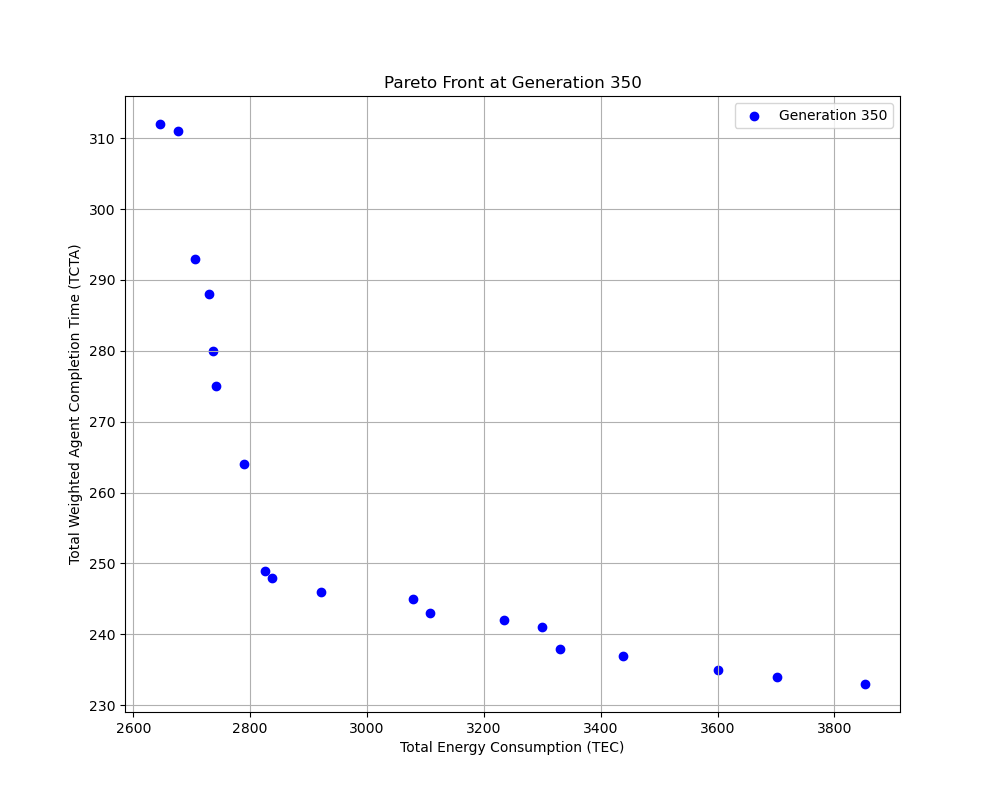 Pareto Front at Generation 350
Generation 350
Total Weighted Agent Completion Time (TCTA)
310
300
290
280
270
260
250
240
230
2600 2800 3000 3200 3400 3600 3800
Total Energy Consumption (TEC)